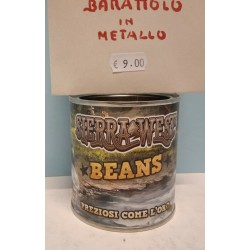 BARATTOLO
in
METALLO
€ 9.00
SIERRA WEST
BEANS
PREZIOSI COME L'ORO